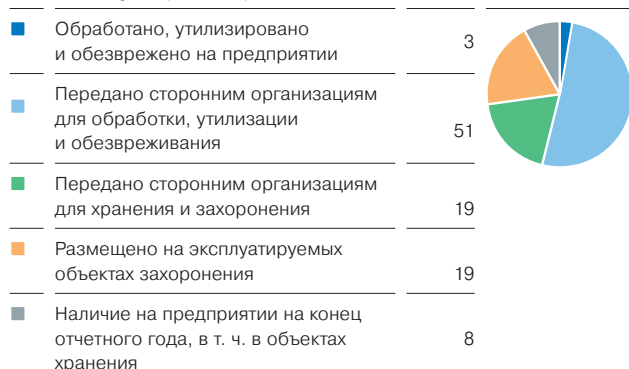 Обработано, утилизировано
и обезврежено на предприятии 3
Передано сторонним организациям
для обработки, утилизации
и обезвреживания 51
Передано сторонним организациям
для хранения и захоронения 19
Размещено на эксплуатируемых
объектах захоронения 19
Наличие на предприятии на конец
отчетного года, в т. ч. в объектах 8
хранения